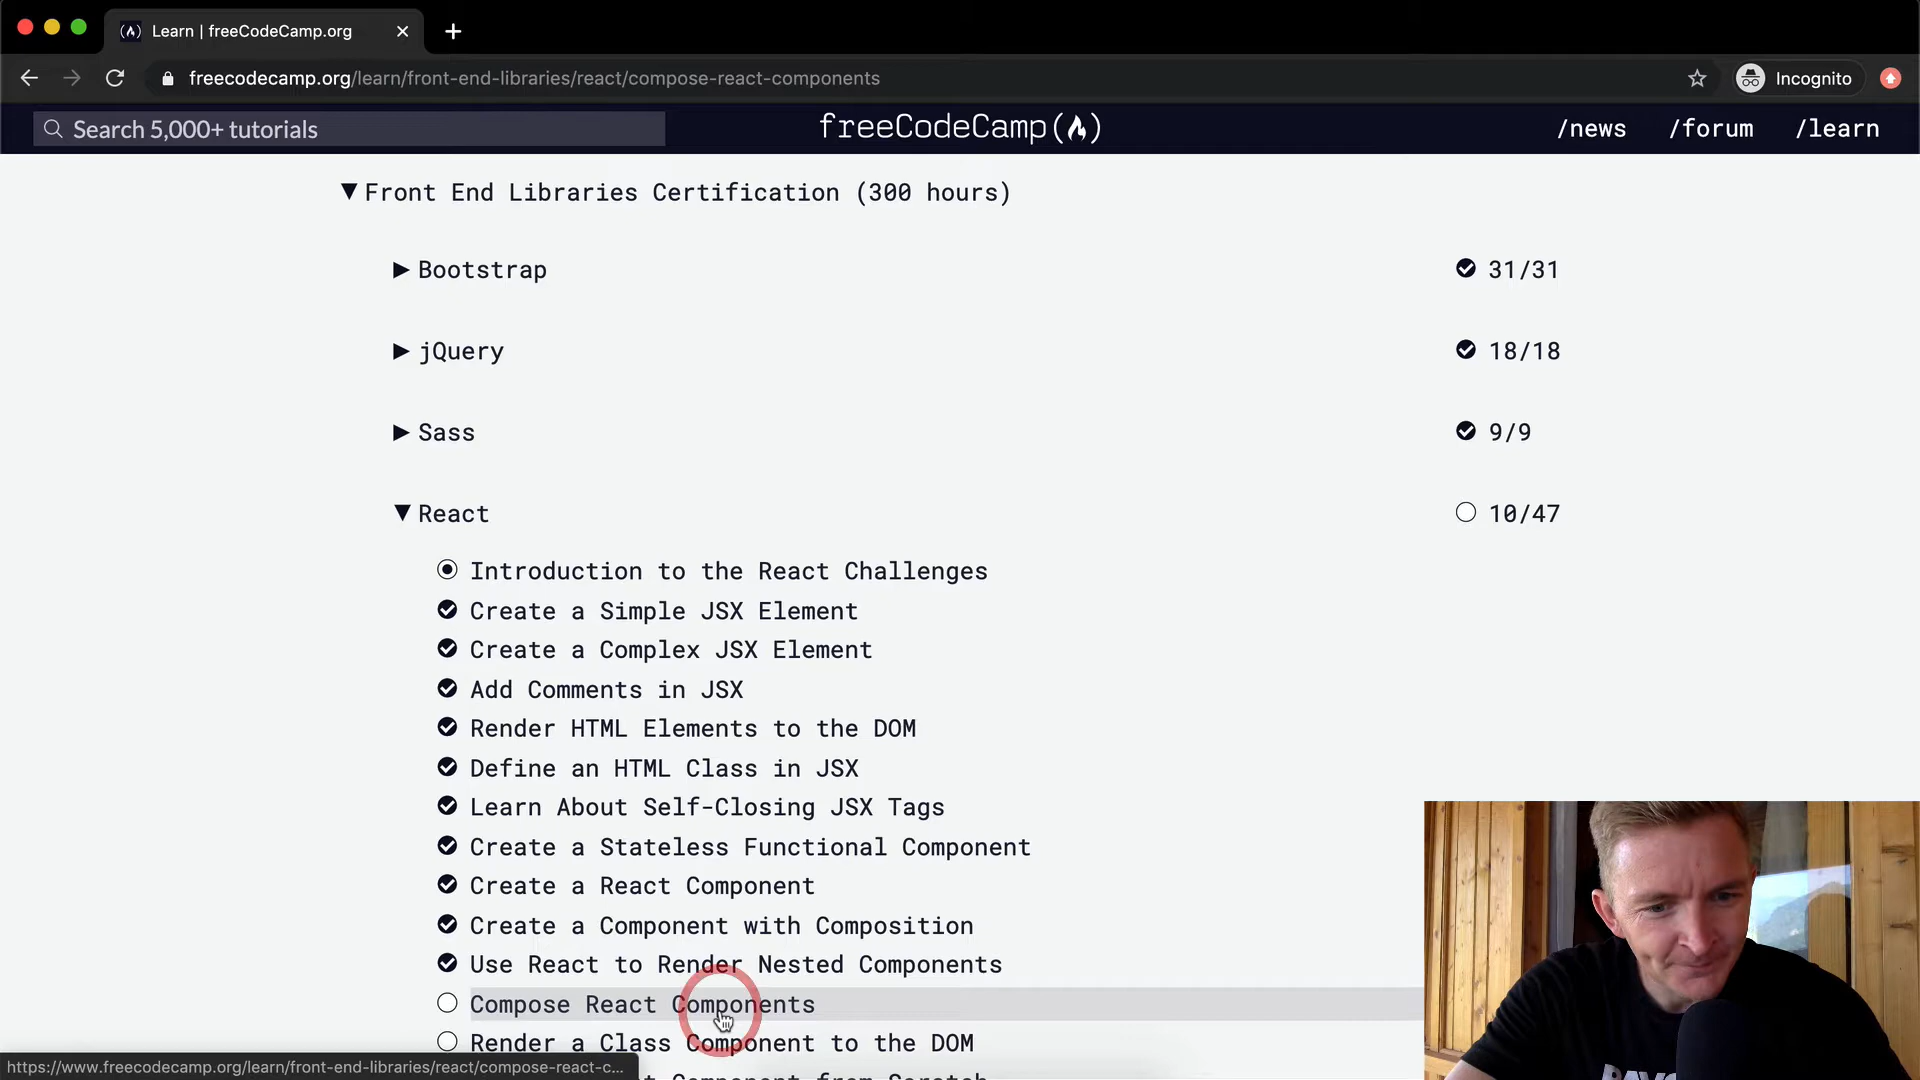 Learn | freeCodeCamp.org
freecodecamp.org/learn/front-end-libraries/react/compose-react-components
Incognito
Search 5,000+ tutorials
freeCodeCamp
/news /forum /learn
Front End Libraries Certification (300 hours)
Bootstrap 31/31
jQuery 18/18
Sass 9/9
React 10/47
Introduction to the React Challenges
Create a Simple JSX Element
Create a Complex JSX Element
Add Comments in JSX
Render HTML Elements to the DOM
Define an HTML Class in JSX
Learn About Self-Closing JSX Tags
Create a Stateless Functional Component
Create a React Component
Create a Component with Composition
Use React to Render Nested Components
Compose React Components
Render a Class Component to the DOM
https://www.freecodecamp.org/learn/front-end-libraries/react/compose-react-c...
Component from Scratch